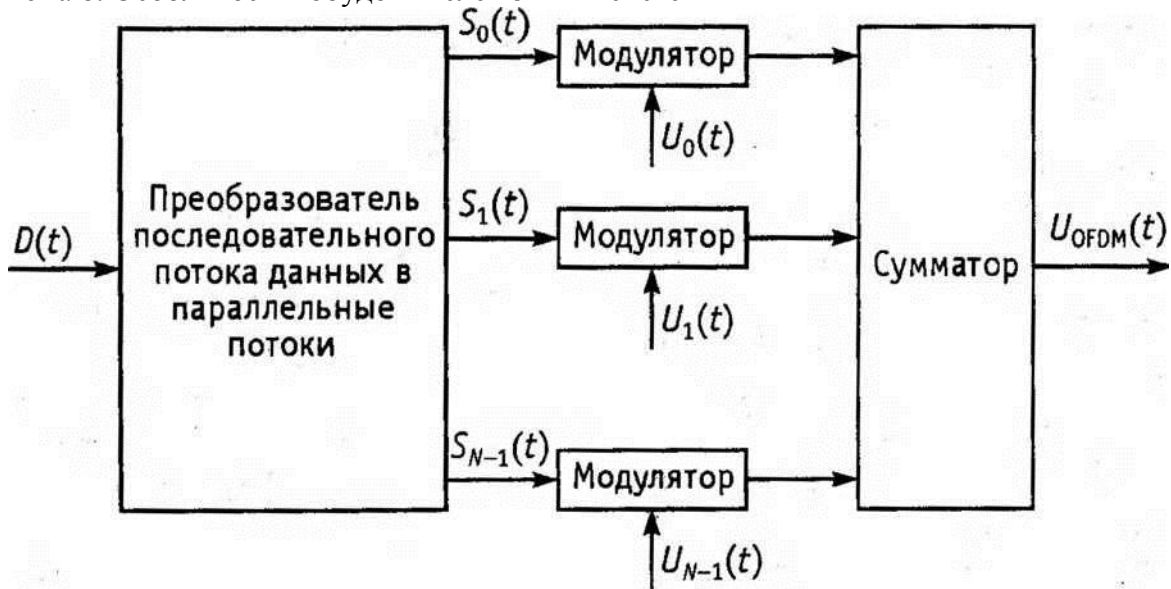 S₀(t)
Модулятор
U₀(t)
Преобразователь
последовательного
потока данных в
параллельные
потоки
D(t)
S₁(t)
Модулятор
U₁(t)
Сумматор
U_OFDM(t)
S_N−1(t)
Модулятор
U_N−1(t)